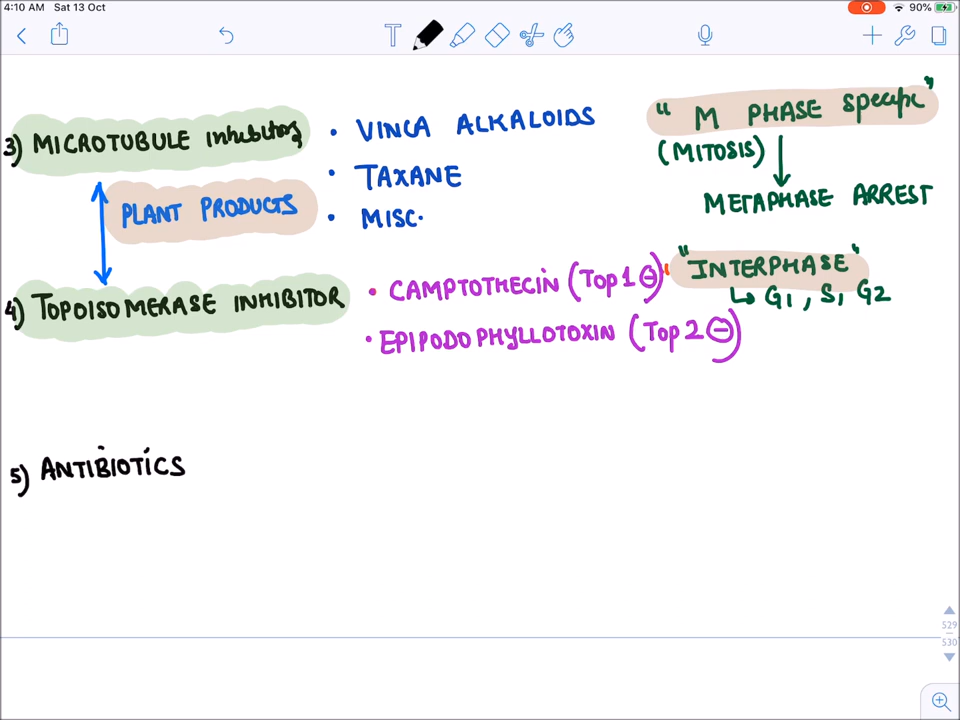 4:10 AM Sat 13 Oct 90%
T
3) MICROTUBULE inhibitors
• VINCA ALKALOIDS
• TAXANE
• MISC.
"M PHASE specific"
(MITOSIS)
METAPHASE ARREST
PLANT PRODUCTS
4) TOPOISOMERASE INHIBITOR
• CAMPTOTHECIN (Top 1 ⊖)
• EPIPODOPHYLLOTOXIN (Top 2 ⊖)
"INTERPHASE"
↳ G1, S, G2
5) ANTIBIOTICS
529
530